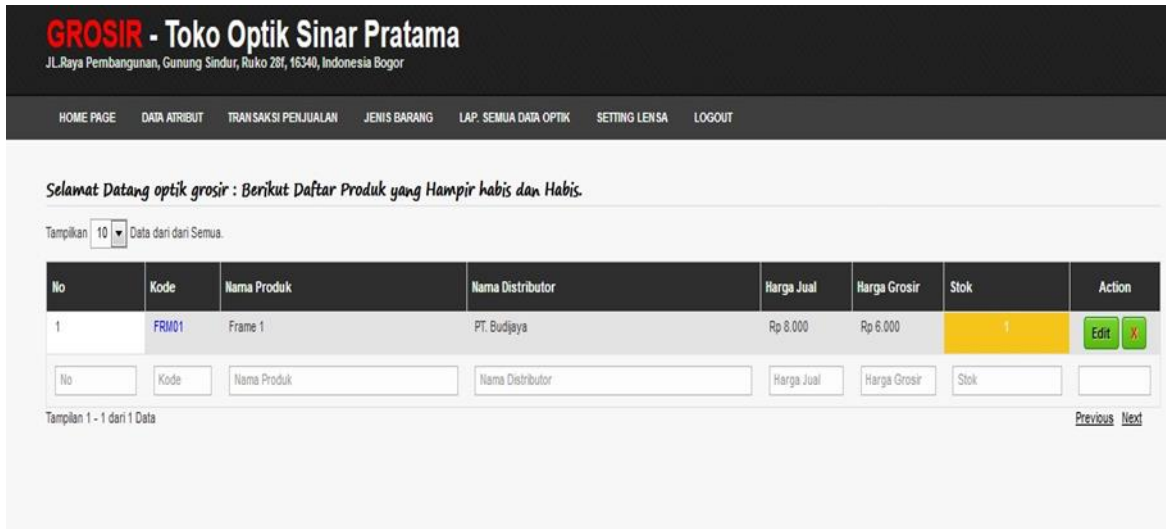 GROSIR - Toko Optik Sinar Pratama
JL.Raya Pembangunan, Gunung Sindur, Ruko 28f, 16340, Indonesia Bogor
HOME PAGE DATA ATRIBUT TRANSAKSI PENJUALAN JENIS BARANG LAP. SEMUA DATA OPTIK SETTING LENSA LOGOUT
Selamat Datang optik grosir : Berikut Daftar Produk yang Hampir habis dan Habis.
Tampilkan 10 Data dari dari Semua.
No Kode Nama Produk Nama Distributor Harga Jual Harga Grosir Stok Action
1 FRM01 Frame 1 PT. Budijaya Rp 8.000 Rp 6.000 1 Edit X
No Kode Nama Produk Nama Distributor Harga Jual Harga Grosir Stok
Tampilan 1 - 1 dari 1 Data Previous Next